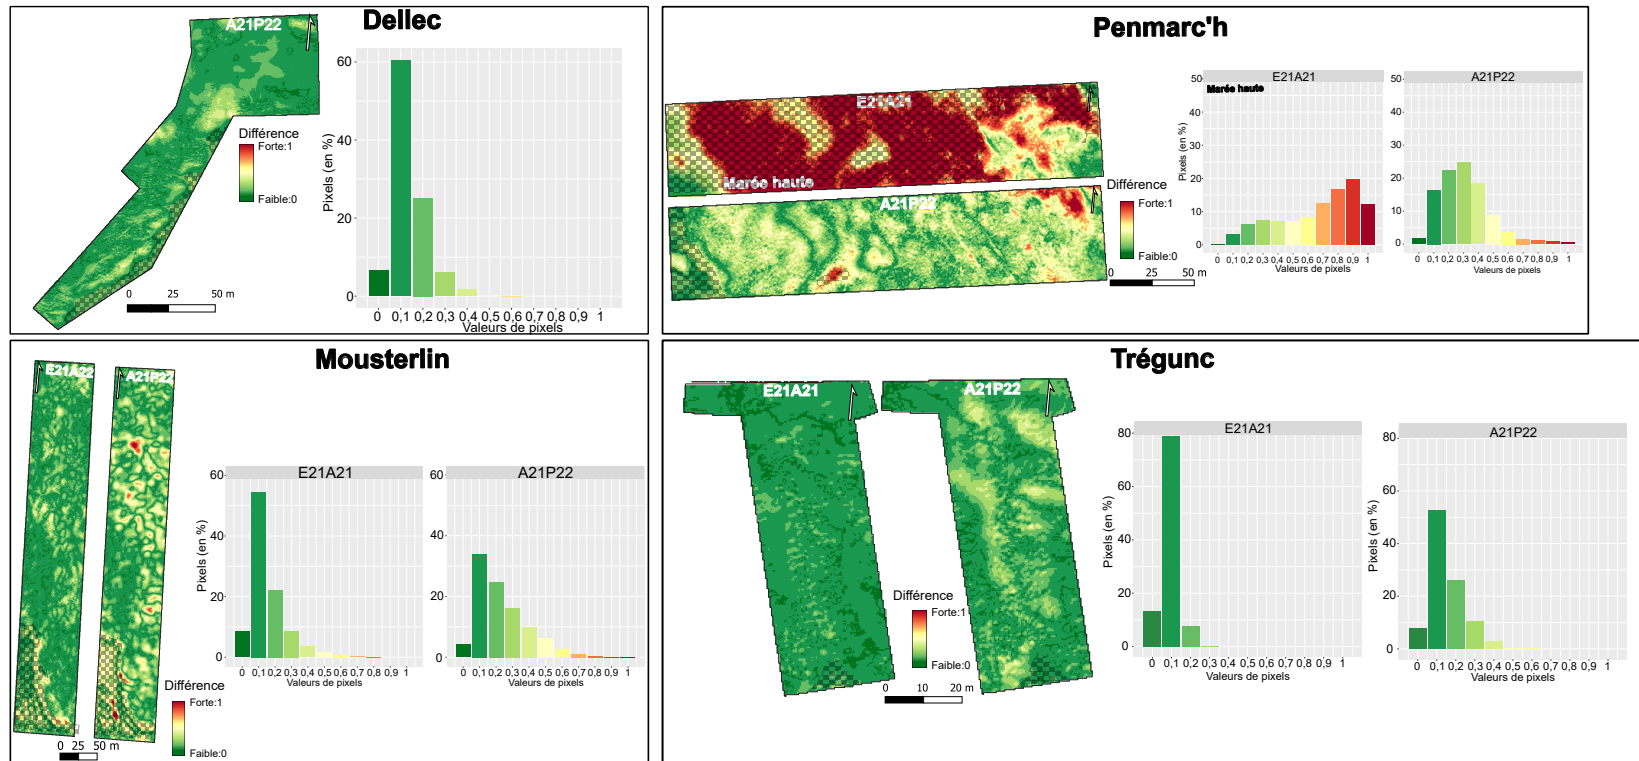 Dellec
A21P22
Différence
Forte:1
Faible:0
0 25 50 m
Pixels (en %)
60
40
20
0
0 0,1 0,2 0,3 0,4 0,5 0,6 0,7 0,8 0,9 1
Valeurs de pixels
Penmarc'h
E21A21
Marée haute
A21P22
Différence
Forte:1
Faible:0
0 25 50 m
E21A21
Marée haute
Pixels (en %)
50
40
30
20
10
0
0 0,1 0,2 0,3 0,4 0,5 0,6 0,7 0,8 0,9 1
Valeurs de pixels
A21P22
50
40
30
20
10
0
0 0,1 0,2 0,3 0,4 0,5 0,6 0,7 0,8 0,9 1
Valeurs de pixels
Mousterlin
E21A22
A21P22
Différence
Forte:1
Faible:0
0 25 50 m
E21A21
Pixels (en %)
60
40
20
0
0 0,1 0,2 0,3 0,4 0,5 0,6 0,7 0,8 0,9 1
Valeurs de pixels
A21P22
60
40
20
0
0 0,1 0,2 0,3 0,4 0,5 0,6 0,7 0,8 0,9 1
Valeurs de pixels
Trégunc
E21A21
A21P22
Différence
Forte:1
Faible:0
0 10 20 m
E21A21
Pixels (en %)
80
60
40
20
0
0 0,1 0,2 0,3 0,4 0,5 0,6 0,7 0,8 0,9 1
Valeurs de pixels
A21P22
Pixels (en %)
80
60
40
20
0
0 0,1 0,2 0,3 0,4 0,5 0,6 0,7 0,8 0,9 1
Valeurs de pixels